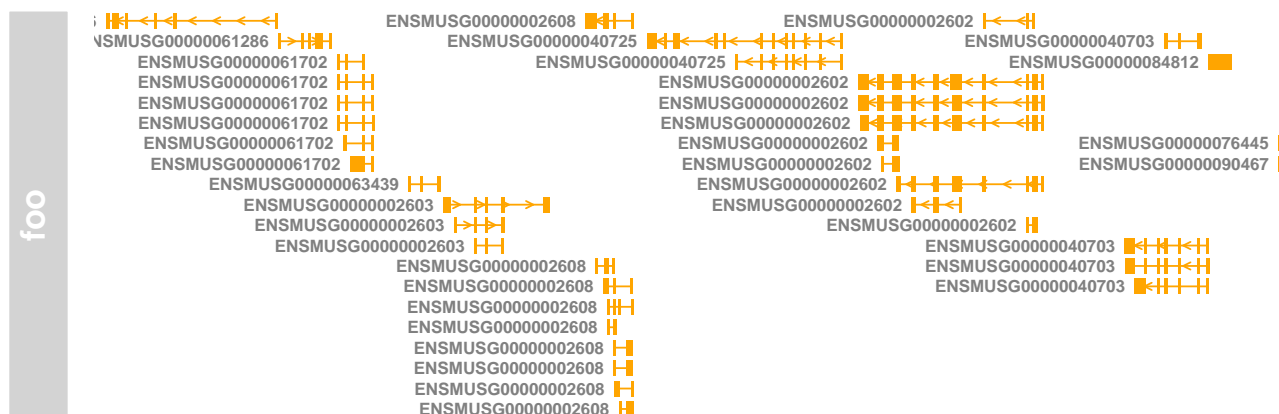 foo
6 ENSMUSG00000002608 ENSMUSG00000002602
NSMUSG00000061286 ENSMUSG00000040725 ENSMUSG00000040703
ENSMUSG00000061702 ENSMUSG00000040725 ENSMUSG00000084812
ENSMUSG00000061702 ENSMUSG00000002602
ENSMUSG00000061702 ENSMUSG00000002602
ENSMUSG00000061702 ENSMUSG00000002602
ENSMUSG00000061702 ENSMUSG00000002602 ENSMUSG00000076445
ENSMUSG00000061702 ENSMUSG00000002602 ENSMUSG00000090467
ENSMUSG00000063439 ENSMUSG00000002602
ENSMUSG00000002603 ENSMUSG00000002602
ENSMUSG00000002603 ENSMUSG00000002602
ENSMUSG00000002603 ENSMUSG00000040703
ENSMUSG00000002608 ENSMUSG00000040703
ENSMUSG00000002608 ENSMUSG00000040703
ENSMUSG00000002608
ENSMUSG00000002608
ENSMUSG00000002608
ENSMUSG00000002608
ENSMUSG00000002608
ENSMUSG00000002608